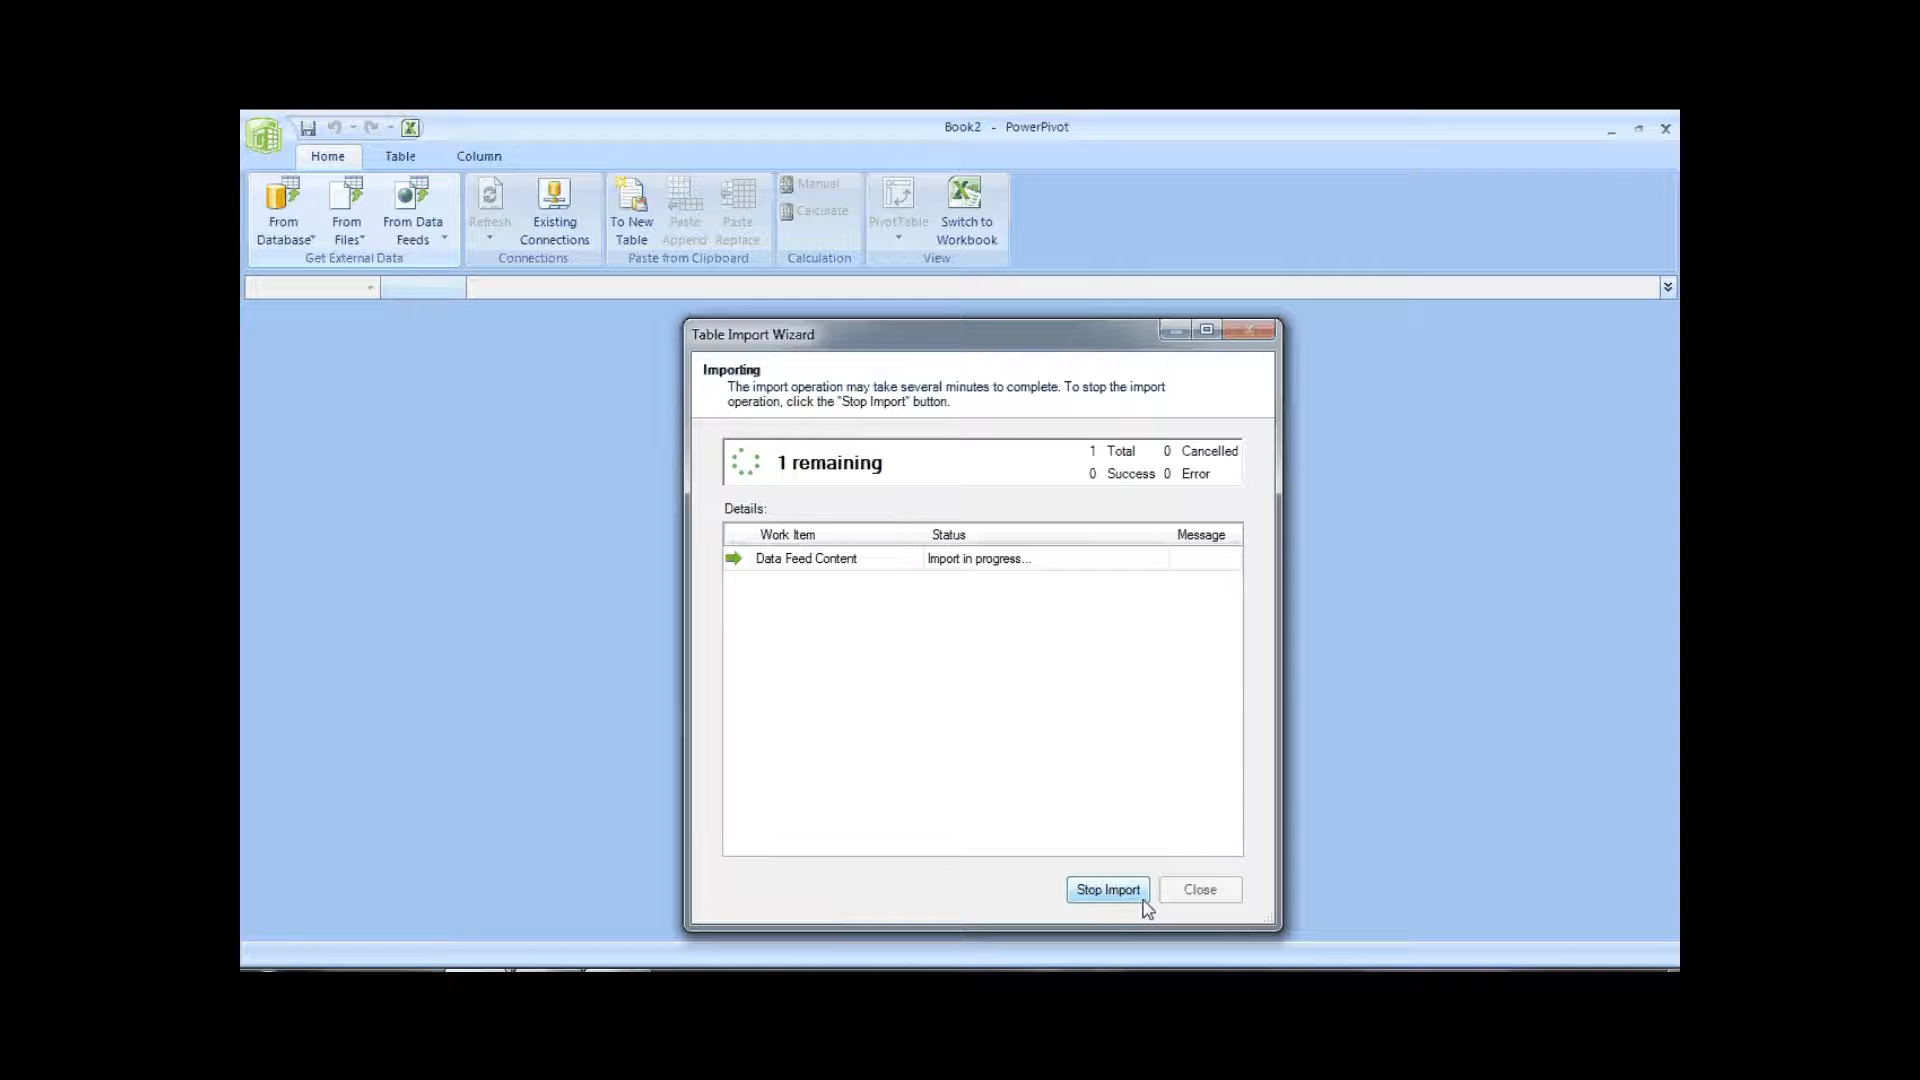 Book2 - PowerPivot
Home Table Column
From Database
From Files
From Data Feeds
Get External Data
Refresh
Existing Connections
Connections
To New Table
Paste Append
Paste Replace
Paste from Clipboard
Manual
Calculate
Calculation
PivotTable
Switch to Workbook
View
Table Import Wizard
Importing
The import operation may take several minutes to complete. To stop the import
operation, click the "Stop Import" button.
1 remaining
1 Total 0 Cancelled
0 Success 0 Error
Details:
Work Item Status Message
Data Feed Content Import in progress...
Stop Import Close